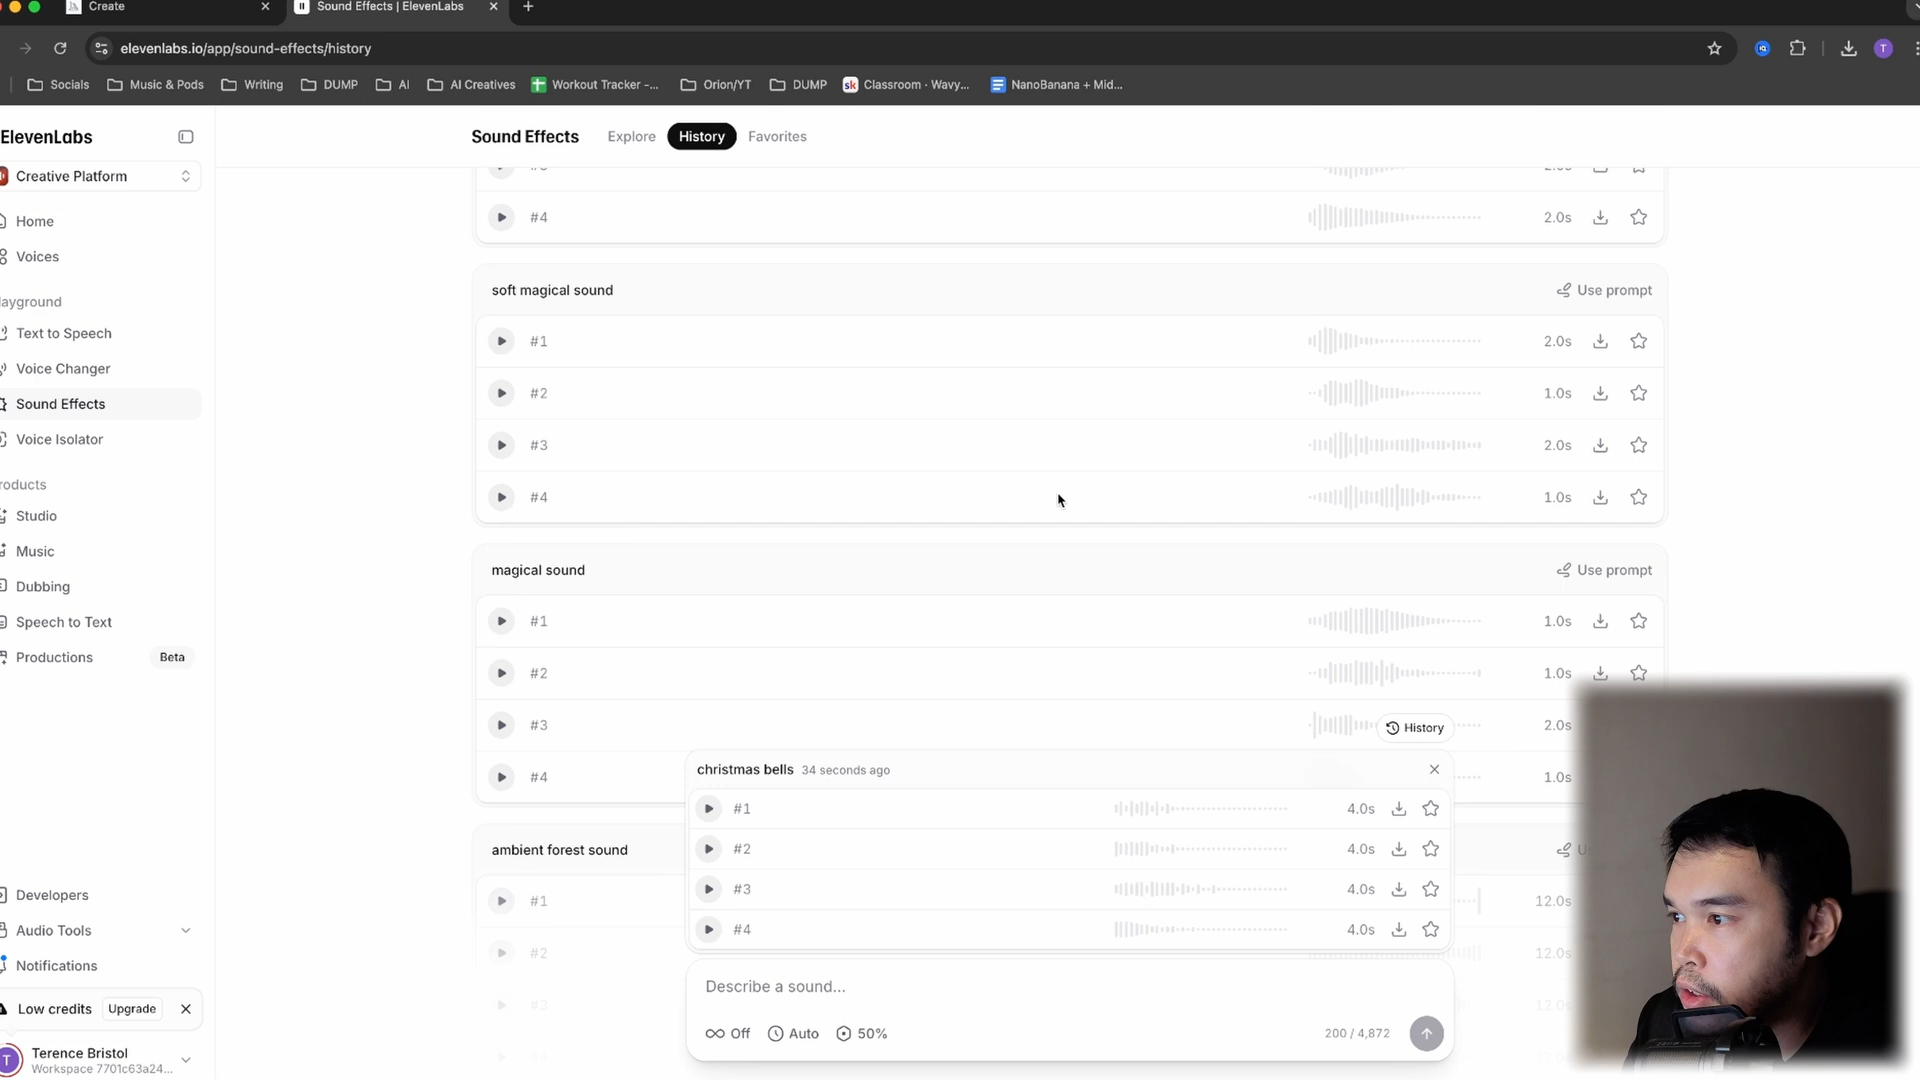 Create
Sound Effects | ElevenLabs
elevenlabs.io/app/sound-effects/history
T
Socials
Music & Pods
Writing
DUMP
AI
AI Creatives
Workout Tracker -...
Orion/YT
DUMP
sk
Classroom · Wavy...
NanoBanana + Mid...
ElevenLabs
Creative Platform
Home
Voices
layground
Text to Speech
Voice Changer
Sound Effects
Voice Isolator
roducts
Studio
Music
Dubbing
Speech to Text
Productions Beta
Developers
Audio Tools
Notifications
Low credits Upgrade
T
Terence Bristol
Workspace 7701c63a24...
Sound Effects Explore History Favorites
#4 2.0s
soft magical sound Use prompt
#1 2.0s
#2 1.0s
#3 2.0s
#4 1.0s
magical sound Use prompt
#1 1.0s
#2 1.0s
#3 2.0s
#4 1.0s
ambient forest sound
#1 12.0s
#2 12.0s
#3
History
christmas bells 34 seconds ago
#1 4.0s
#2 4.0s
#3 4.0s
#4 4.0s
Describe a sound...
Off Auto 50% 200 / 4,872